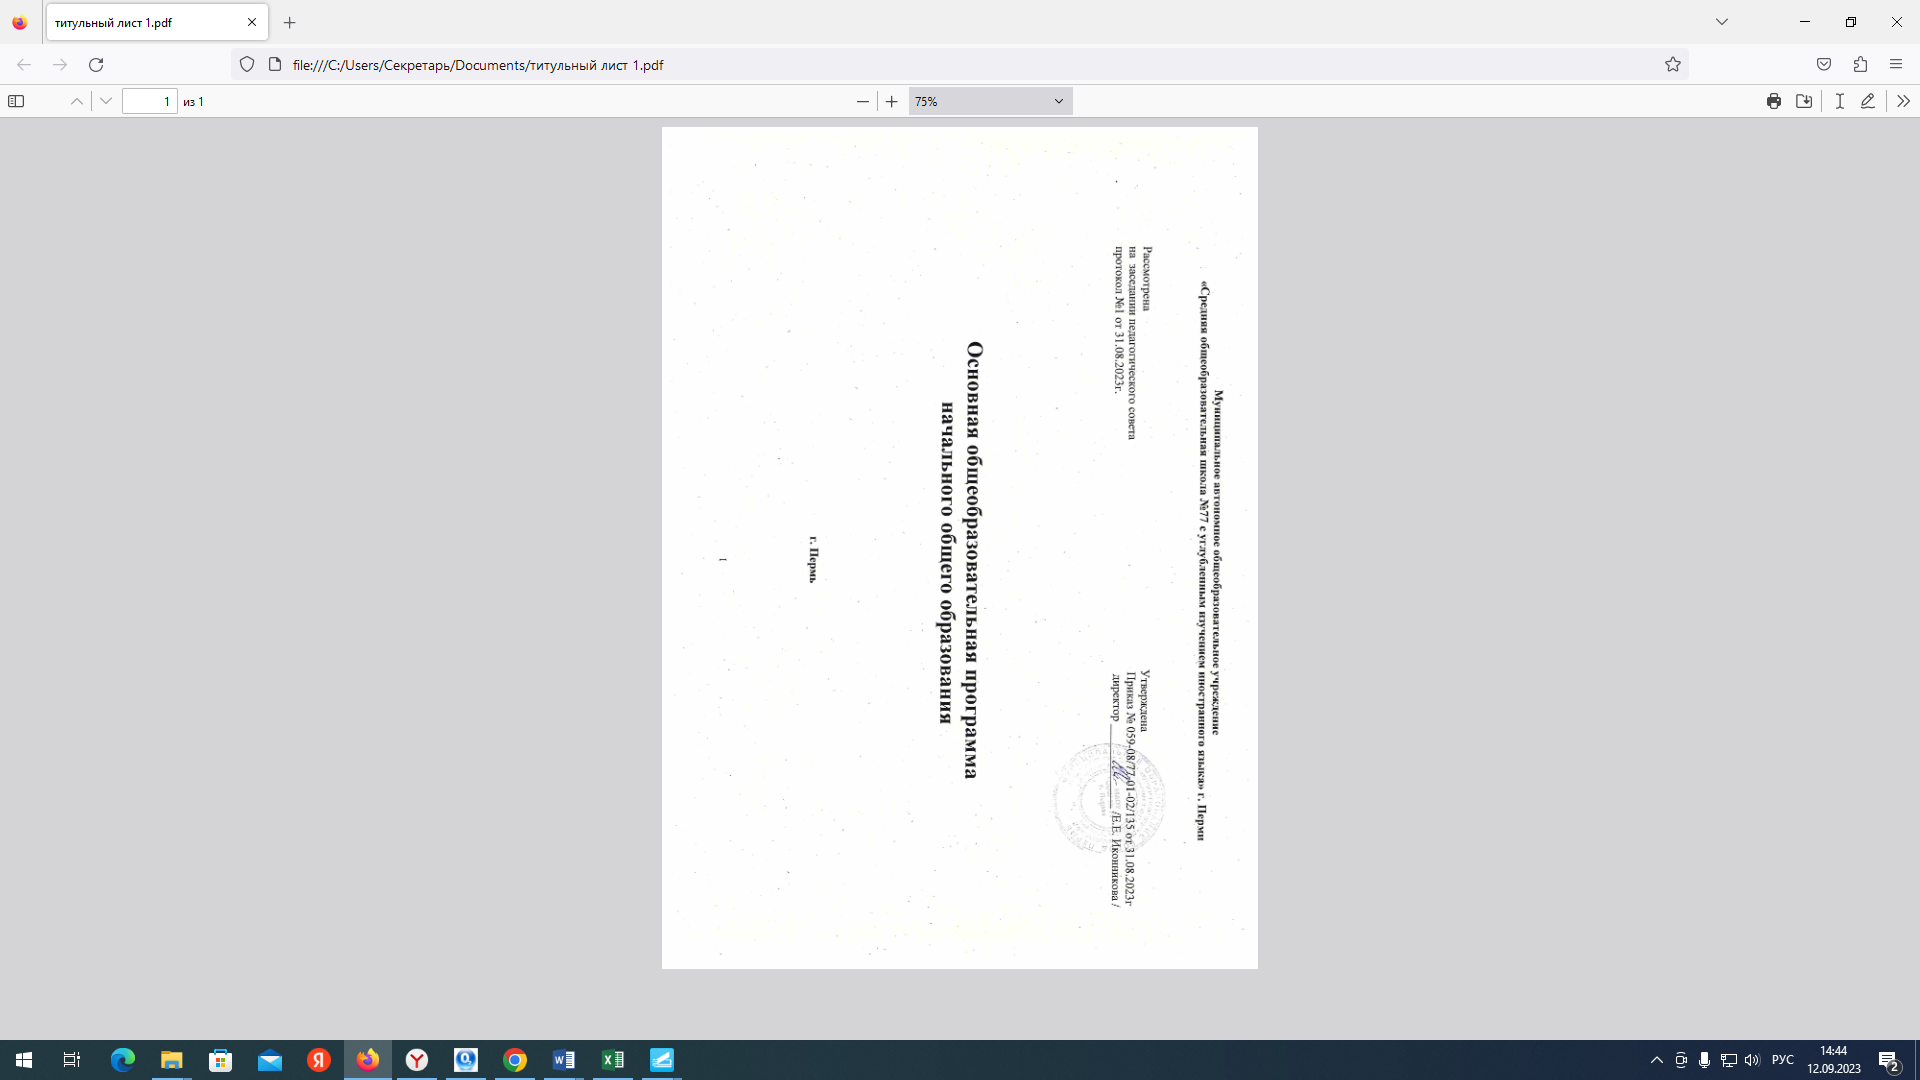 титульный лист 1.pdf
file:///C:/Users/Секретарь/Documents/титульный лист 1.pdf
1 из 1
75%
Муниципальное автономное общеобразовательное учреждение
«Средняя общеобразовательная школа №77 с углубленным изучением иностранного языка» г. Перми
Рассмотрена
на заседании педагогического совета
протокол №1 от 31.08.2023г.
Утверждена
Приказ № 059-08/77-01-02/135 от 31.08.2023г
директор ____________ /Е.Е. Иконникова /
Основная общеобразовательная программа
начального общего образования
г. Пермь
1
РУС
14:44
12.09.2023
2